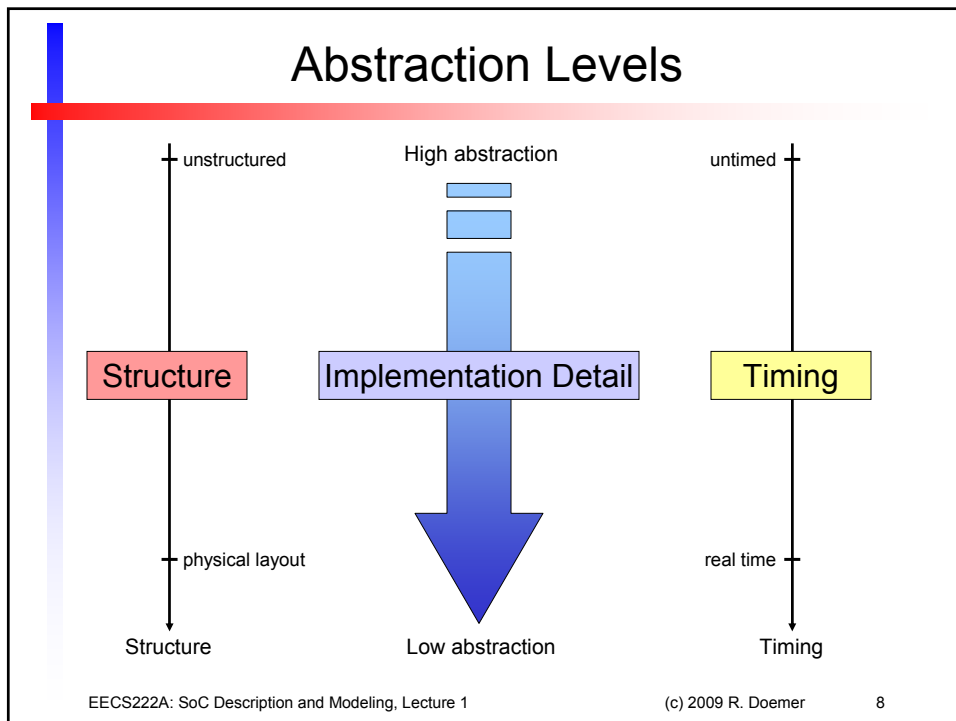 Abstraction Levels
unstructured
High abstraction
untimed
Structure
Implementation Detail
Timing
physical layout
real time
Structure
Low abstraction
Timing
EECS222A: SoC Description and Modeling, Lecture 1
(c) 2009 R. Doemer
8